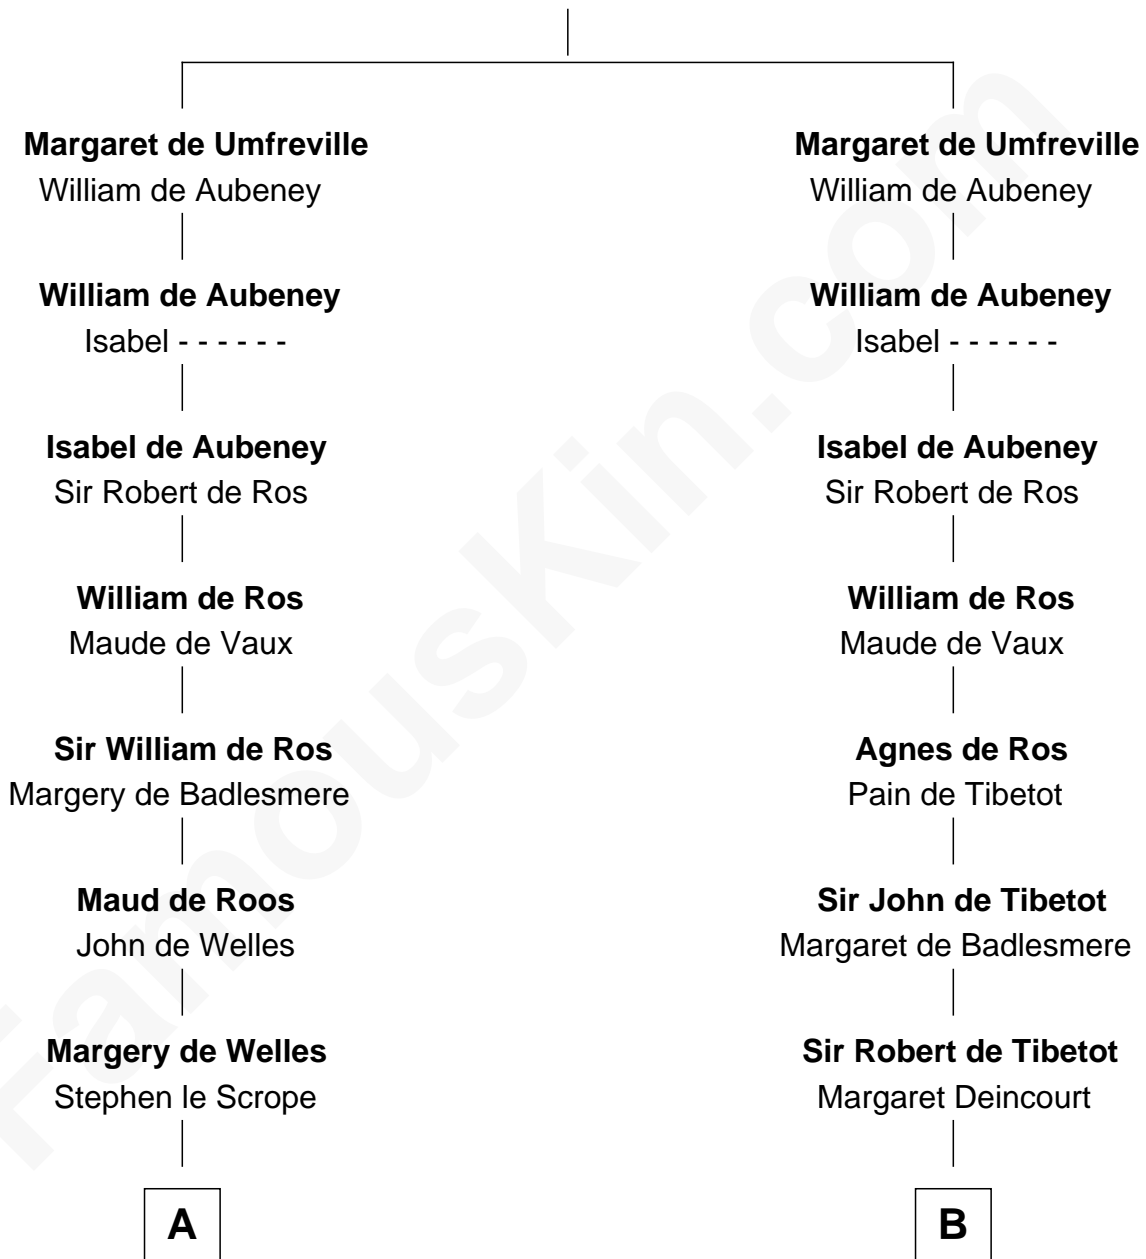 Margaret de Umfreville
William de Aubeney
William de Aubeney
Isabel - - - - - -
Isabel de Aubeney
Sir Robert de Ros
William de Ros
Maude de Vaux
Sir William de Ros
Margery de Badlesmere
Maud de Roos
John de Welles
Margery de Welles
Stephen le Scrope
A
Margaret de Umfreville
William de Aubeney
William de Aubeney
Isabel - - - - - -
Isabel de Aubeney
Sir Robert de Ros
William de Ros
Maude de Vaux
Agnes de Ros
Pain de Tibetot
Sir John de Tibetot
Margaret de Badlesmere
Sir Robert de Tibetot
Margaret Deincourt
B
FamousKin.com